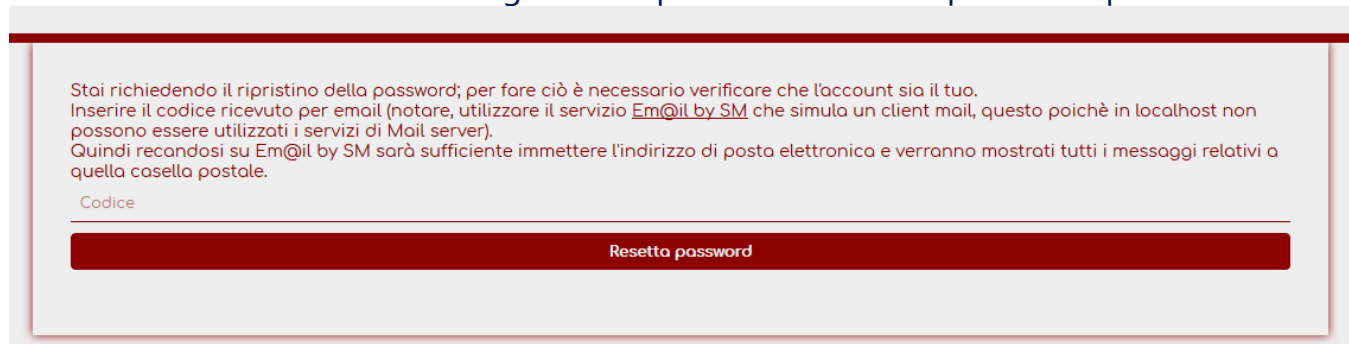 Stai richiedendo il ripristino della password; per fare ciò è necessario verificare che l'account sia il tuo.
Inserire il codice ricevuto per email (notare, utilizzare il servizio Em@il by SM che simula un client mail, questo poichè in localhost non
possono essere utilizzati i servizi di Mail server).
Quindi recandosi su Em@il by SM sarà sufficiente immettere l'indirizzo di posta elettronica e verranno mostrati tutti i messaggi relativi a
quella casella postale.
Codice
Resetta password